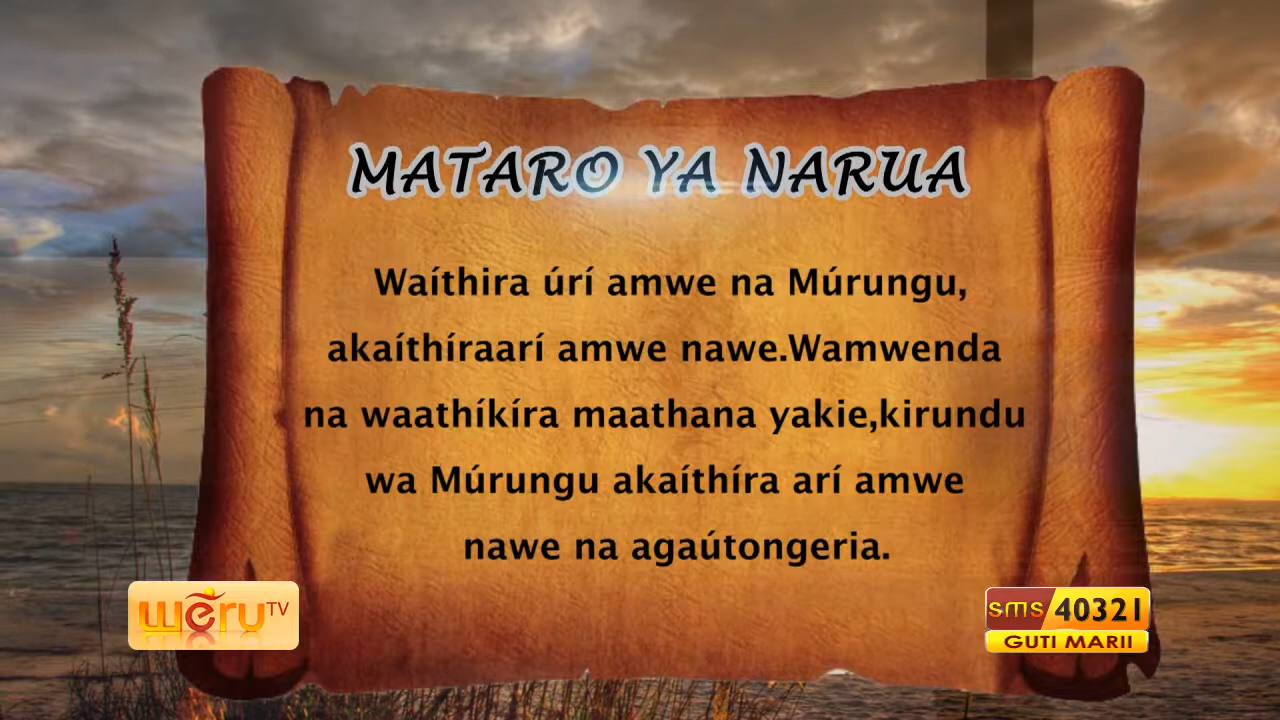 MATARO YA NARUA
Waíthira úrí amwe na Múrungu,
akaíthíraarí amwe nawe.Wamwenda
na waathíkíra maathana yakie,kirundu
wa Múrungu akaíthíra arí amwe
nawe na agaútongeria.
weru TV
sms 40321
GUTI MARII